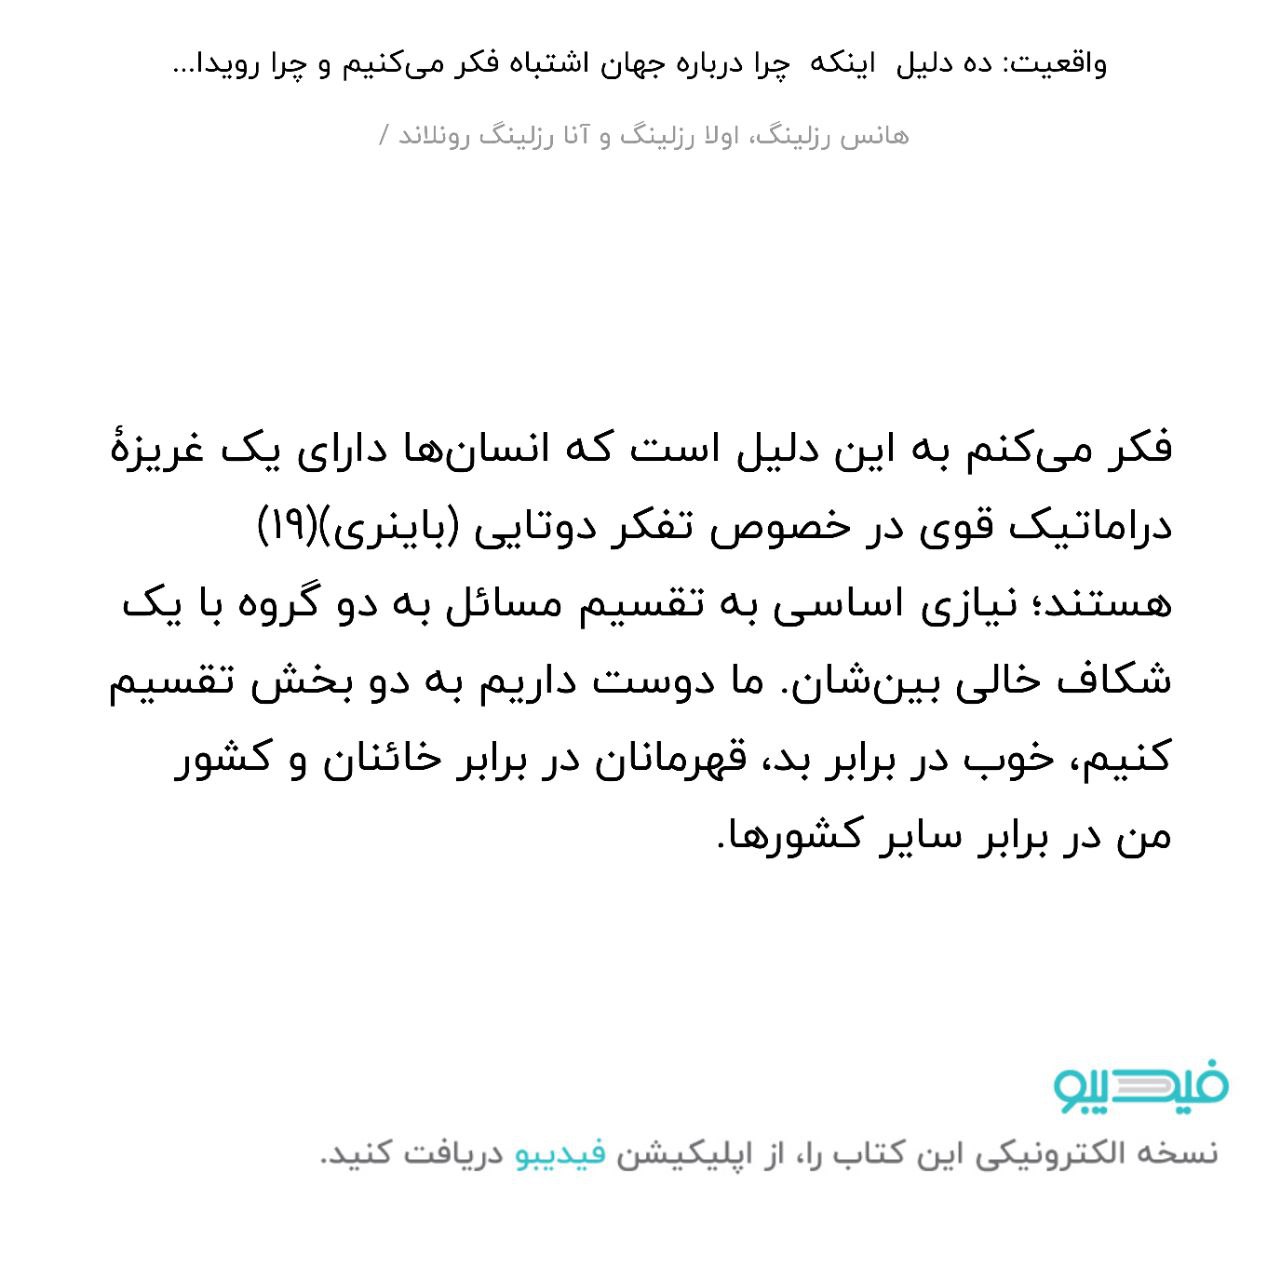 واقعیت: ده دلیل اینکه چرا درباره جهان اشتباه فکر می‌کنیم و چرا رویدا...
هانس رزلینگ، اولا رزلینگ و آنا رزلینگ رونلاند /
فکر می‌کنم به این دلیل است که انسان‌ها دارای یک غریزهٔ
دراماتیک قوی در خصوص تفکر دوتایی (باینری)(۱۹)
هستند؛ نیازی اساسی به تقسیم مسائل به دو گروه با یک
شکاف خالی بین‌شان. ما دوست داریم به دو بخش تقسیم
کنیم، خوب در برابر بد، قهرمانان در برابر خائنان و کشور
من در برابر سایر کشورها.
فیدیبو
نسخه الکترونیکی این کتاب را، از اپلیکیشن فیدیبو دریافت کنید.